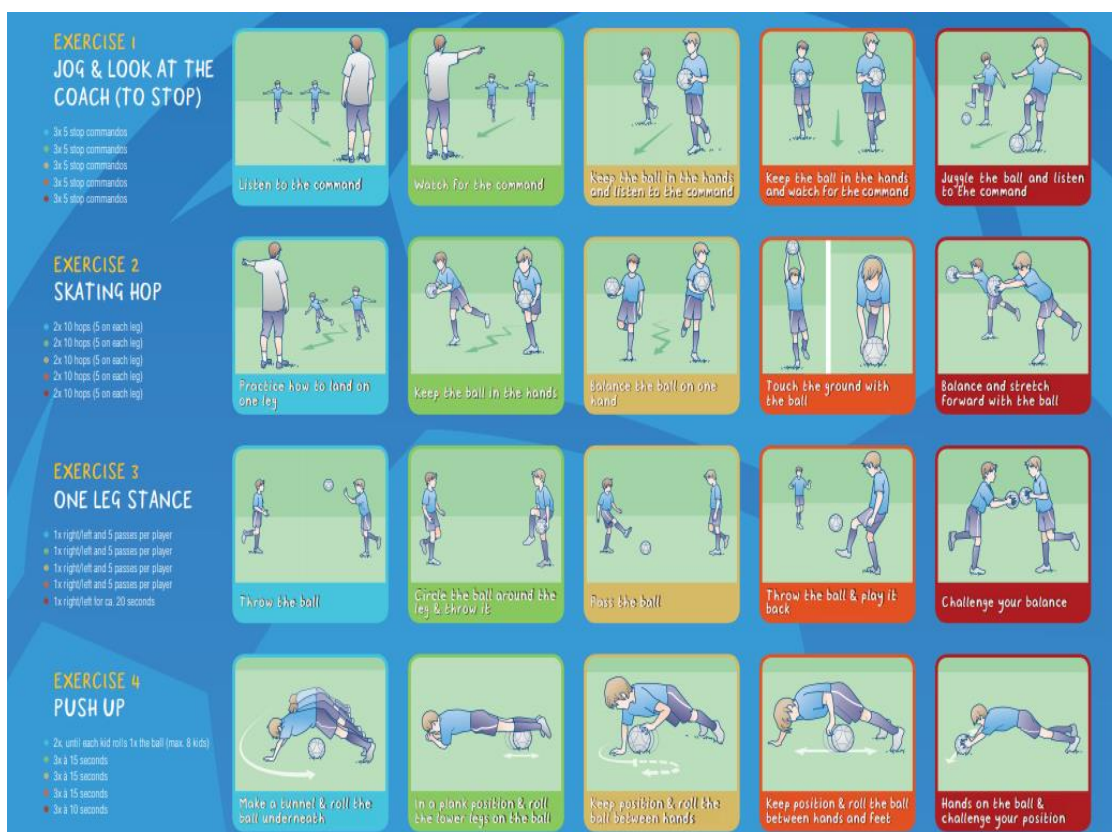 EXERCISE 1
JOG & LOOK AT THE
COACH (TO STOP)
3x 5 stop commandos
3x 5 stop commandos
3x 5 stop commandos
3x 5 stop commandos
3x 5 stop commandos
Listen to the command
Watch for the command
Keep the ball in the hands
and listen to the command
Keep the ball in the hands
and watch for the command
Juggle the ball and listen
to the command
EXERCISE 2
SKATING HOP
2x 10 hops (5 on each leg)
2x 10 hops (5 on each leg)
2x 10 hops (5 on each leg)
2x 10 hops (5 on each leg)
2x 10 hops (5 on each leg)
Practice how to land on
one leg
Keep the ball in the hands
Balance the ball on one
hand
Touch the ground with
the ball
Balance and stretch
forward with the ball
EXERCISE 3
ONE LEG STANCE
1x right/left and 5 passes per player
1x right/left and 5 passes per player
1x right/left and 5 passes per player
1x right/left and 5 passes per player
1x right/left for ca. 20 seconds
Throw the ball
Circle the ball around the
leg & throw it
Pass the ball
Throw the ball & play it
back
Challenge your balance
EXERCISE 4
PUSH UP
2x, until each kid rolls 1x the ball (max. 8 kids)
3x à 15 seconds
3x à 15 seconds
3x à 15 seconds
3x à 10 seconds
Make a tunnel & roll the
ball underneath
In a plank position & roll
the lower legs on the ball
Keep position & roll the
ball between hands
Keep position & roll the ball
between hands and feet
Hands on the ball &
challenge your position